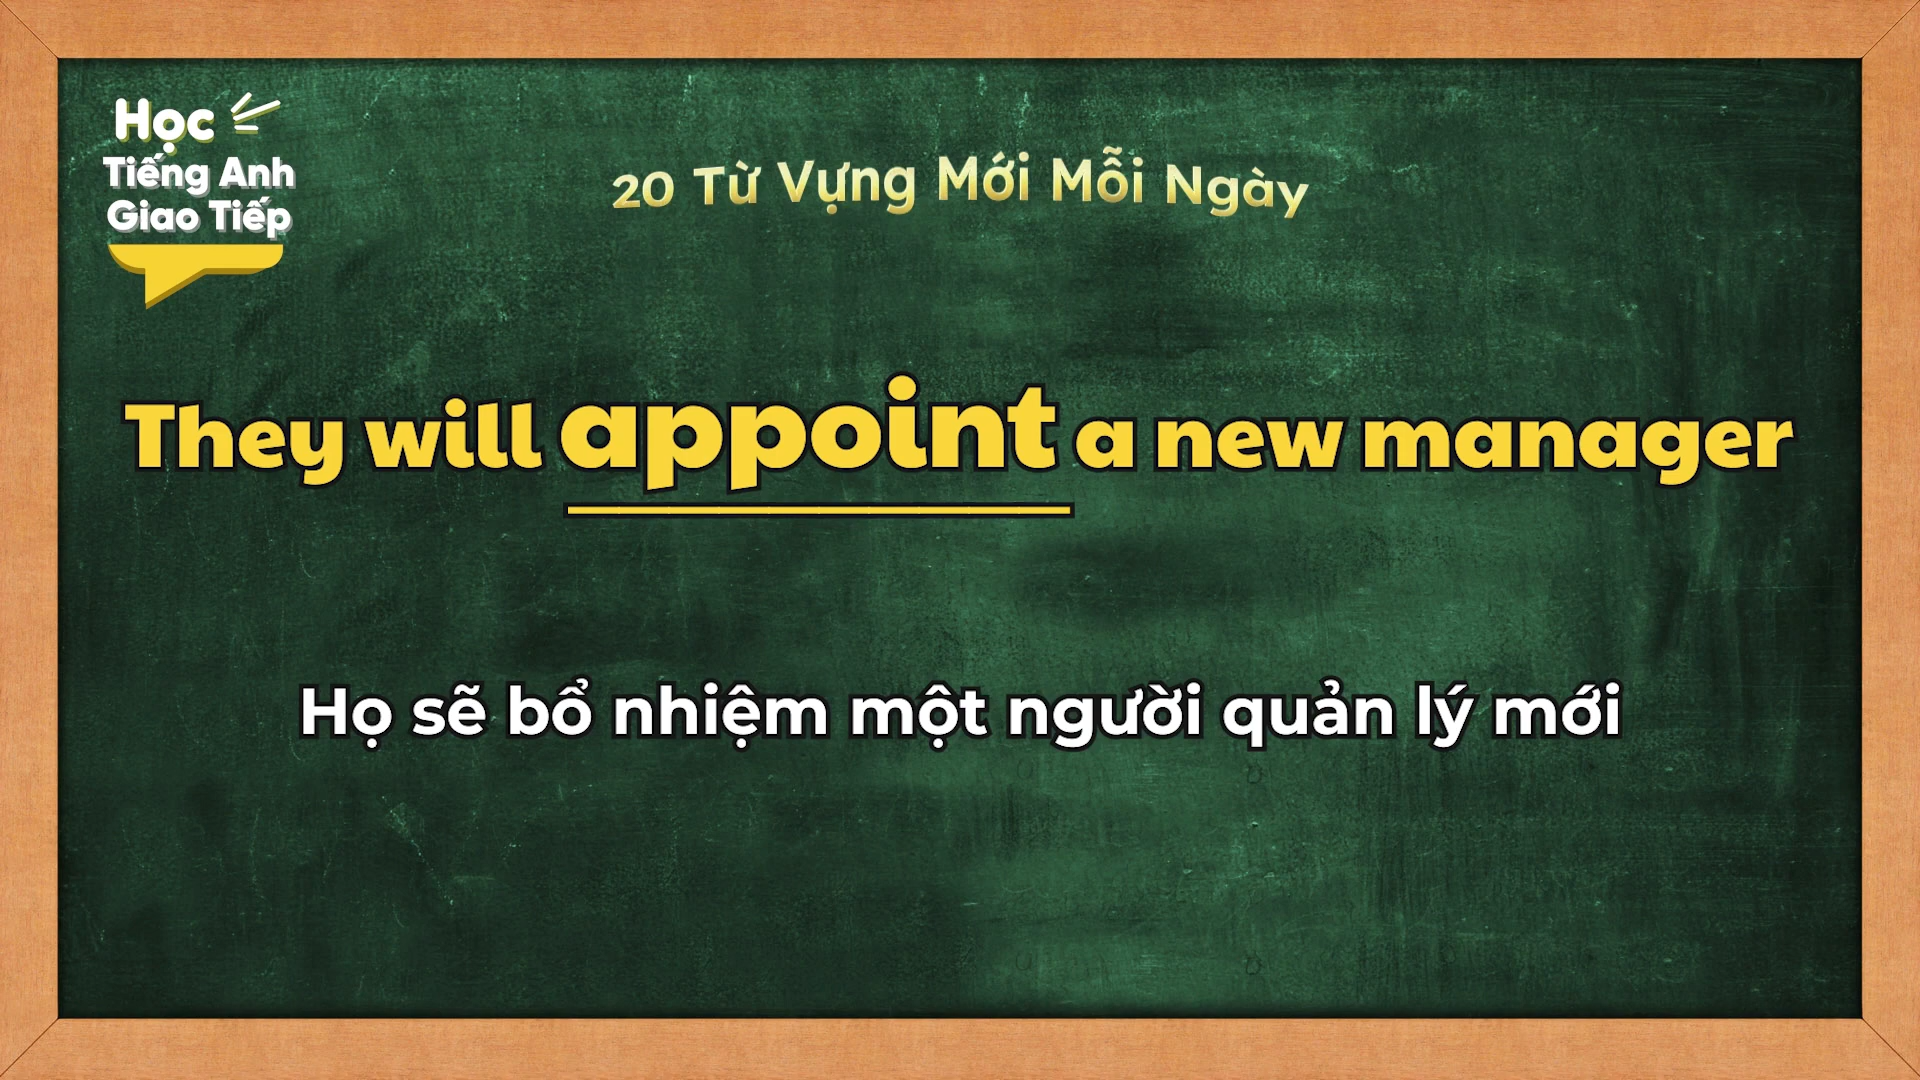 Học
Tiếng Anh
Giao Tiếp
20 Từ Vựng Mới Mỗi Ngày
They will appoint a new manager
Họ sẽ bổ nhiệm một người quản lý mới